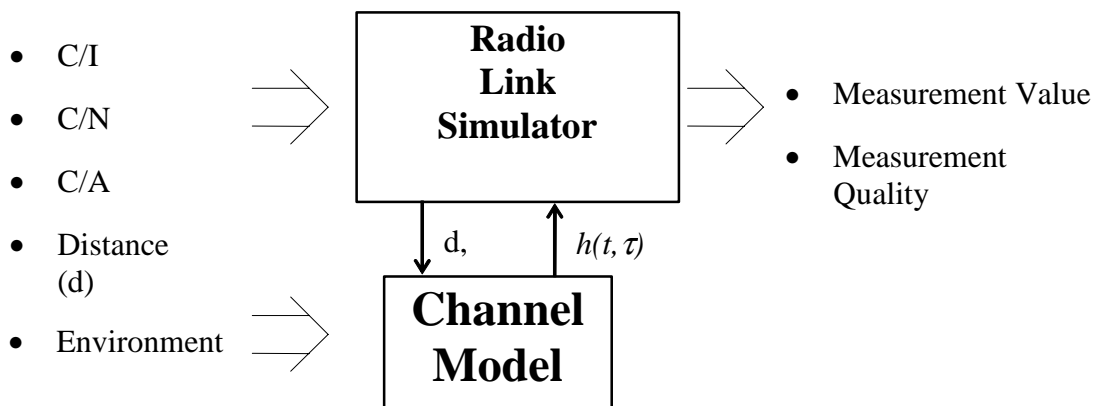 • C/I
• C/N
• C/A
• Distance
(d)
• Environment
Radio
Link
Simulator
d,
h(t, τ)
Channel
Model
• Measurement Value
• Measurement
Quality